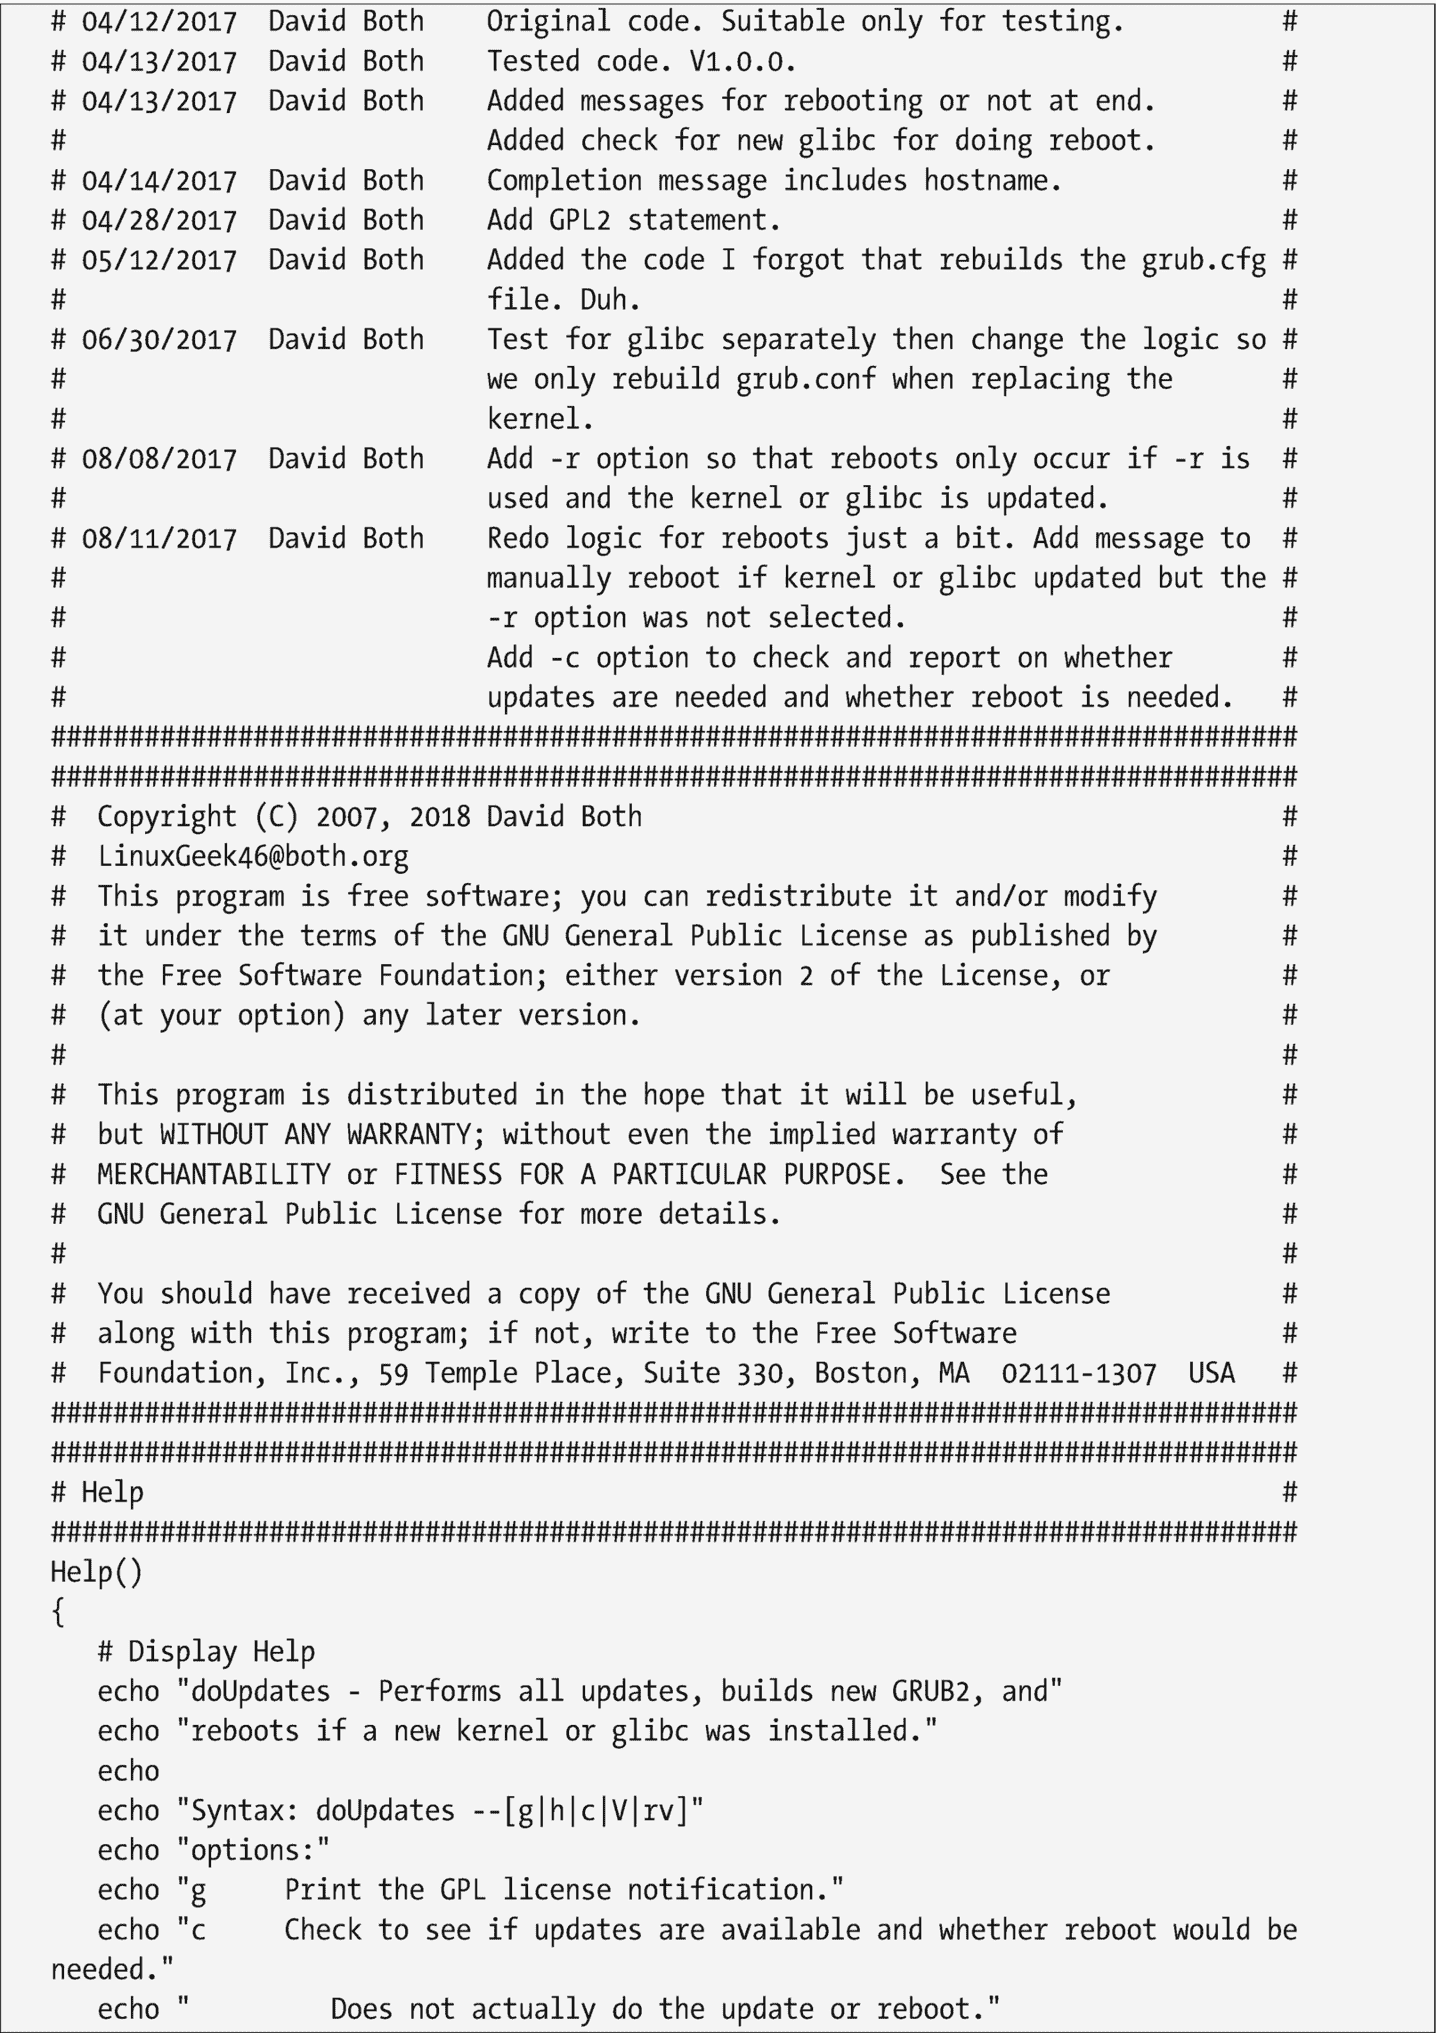 # 04/12/2017  David Both    Original code. Suitable only for testing.          #
# 04/13/2017  David Both    Tested code. V1.0.0.                               #
# 04/13/2017  David Both    Added messages for rebooting or not at end.        #
#                           Added check for new glibc for doing reboot.        #
# 04/14/2017  David Both    Completion message includes hostname.              #
# 04/28/2017  David Both    Add GPL2 statement.                                #
# 05/12/2017  David Both    Added the code I forgot that rebuilds the grub.cfg #
#                           file. Duh.                                         #
# 06/30/2017  David Both    Test for glibc separately then change the logic so #
#                           we only rebuild grub.conf when replacing the       #
#                           kernel.                                            #
# 08/08/2017  David Both    Add -r option so that reboots only occur if -r is  #
#                           used and the kernel or glibc is updated.           #
# 08/11/2017  David Both    Redo logic for reboots just a bit. Add message to  #
#                           manually reboot if kernel or glibc updated but the #
#                           -r option was not selected.                        #
#                           Add -c option to check and report on whether       #
#                           updates are needed and whether reboot is needed.   #
################################################################################
################################################################################
#  Copyright (C) 2007, 2018 David Both                                         #
#  LinuxGeek46@both.org                                                        #
#  This program is free software; you can redistribute it and/or modify        #
#  it under the terms of the GNU General Public License as published by        #
#  the Free Software Foundation; either version 2 of the License, or           #
#  (at your option) any later version.                                         #
#                                                                              #
#  This program is distributed in the hope that it will be useful,             #
#  but WITHOUT ANY WARRANTY; without even the implied warranty of              #
#  MERCHANTABILITY or FITNESS FOR A PARTICULAR PURPOSE.  See the               #
#  GNU General Public License for more details.                                #
#                                                                              #
#  You should have received a copy of the GNU General Public License           #
#  along with this program; if not, write to the Free Software                 #
#  Foundation, Inc., 59 Temple Place, Suite 330, Boston, MA  02111-1307  USA   #
################################################################################
################################################################################
# Help                                                                         #
################################################################################
Help()
{
   # Display Help
   echo "doUpdates - Performs all updates, builds new GRUB2, and"
   echo "reboots if a new kernel or glibc was installed."
   echo
   echo "Syntax: doUpdates --[g|h|c|V|rv]"
   echo "options:"
   echo "g     Print the GPL license notification."
   echo "c     Check to see if updates are available and whether reboot would be
needed."
   echo "         Does not actually do the update or reboot."